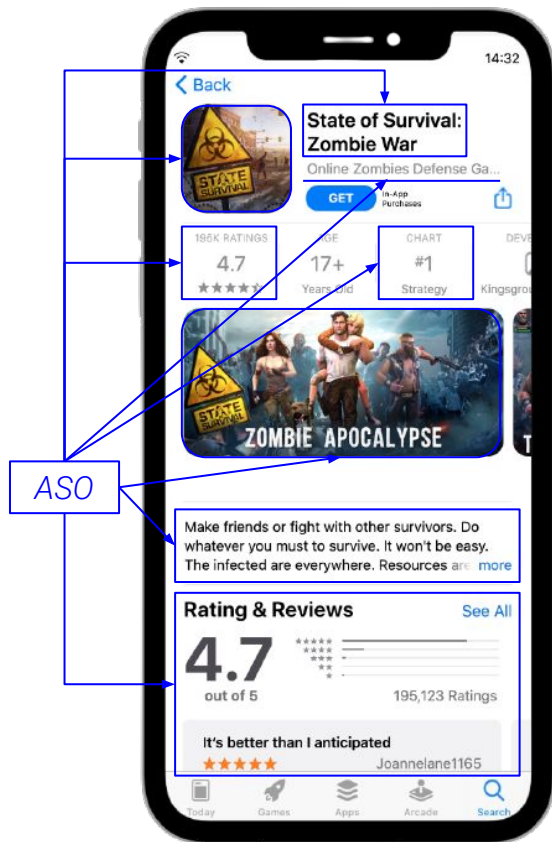 14:32
Back
State of Survival:
Zombie War
Online Zombies Defense Ga...
GET
In-App
Purchases
STATE
SURVIVAL
196K RATINGS
AGE
CHART
DEVE
4.7
17+
#1
★★★★
Years Old
Strategy
Kingsgrou
STATE
SURVIVAL
ZOMBIE APOCALYPSE
T
ASO
Make friends or fight with other survivors. Do
whatever you must to survive. It won't be easy.
The infected are everywhere. Resources are more
Rating & Reviews
See All
4.7
out of 5
195,123 Ratings
It's better than I anticipated
★★★★★
Joannelane1165
Today
Games
Apps
Arcade
Search